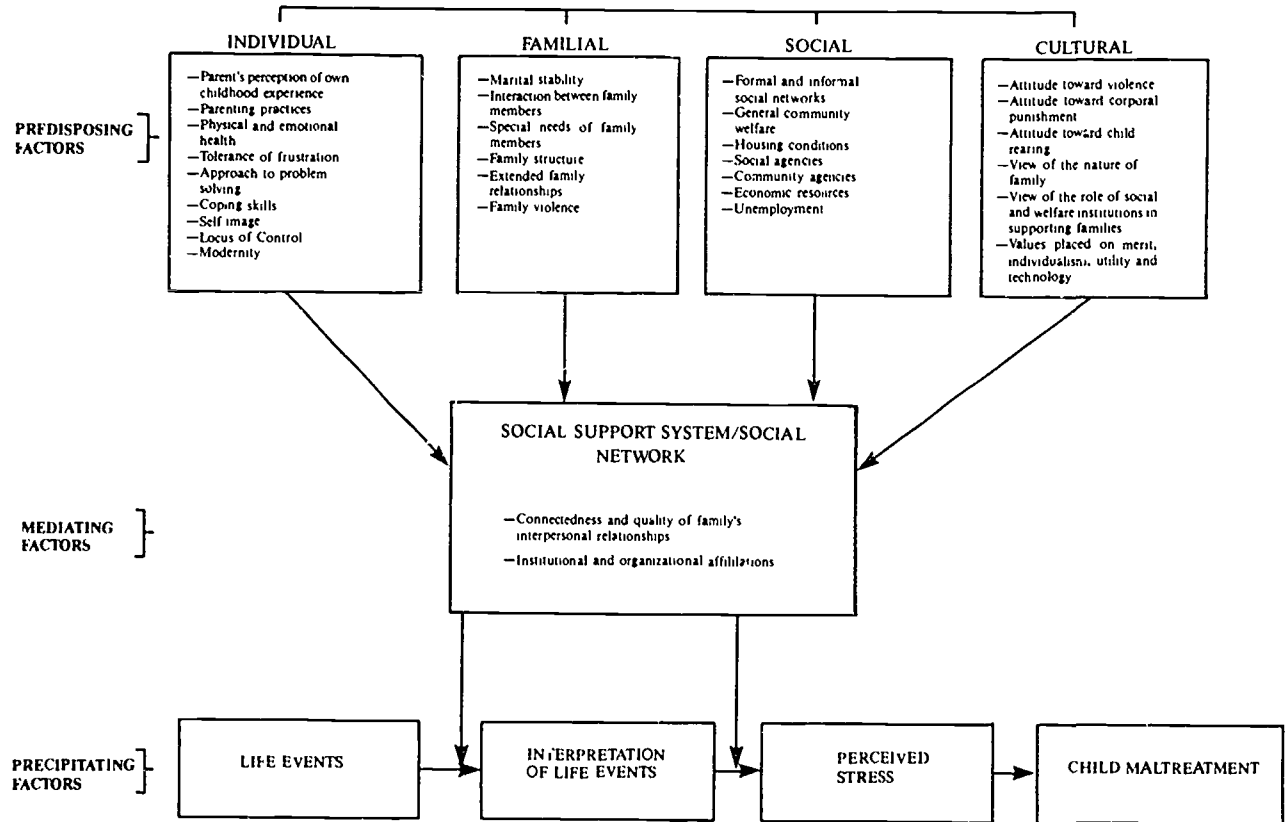 INDIVIDUAL
FAMILIAL
SOCIAL
CULTURAL
PREDISPOSING
FACTORS
—Parent's perception of own
childhood experience
—Parenting practices
—Physical and emotional
health
—Tolerance of frustration
—Approach to problem
solving
—Coping skills
—Self image
—Locus of Control
—Modernity
—Marital stability
—Interaction between family
members
—Special needs of family
members
—Family structure
—Extended family
relationships
—Family violence
—Formal and informal
social networks
—General community
welfare
—Housing conditions
—Social agencies
—Community agencies
—Economic resources
—Unemployment
—Attitude toward violence
—Attitude toward corporal
punishment
—Attitude toward child
rearing
—View of the nature of
family
—View of the role of social
and welfare institutions in
supporting families
—Values placed on merit,
individualism, utility and
technology
MEDIATING
FACTORS
SOCIAL SUPPORT SYSTEM/SOCIAL
NETWORK
—Connectedness and quality of family's
interpersonal relationships
—Institutional and organizational affililations
PRECIPITATING
FACTORS
LIFE EVENTS
INTERPRETATION
OF LIFE EVENTS
PERCEIVED
STRESS
CHILD MALTREATMENT